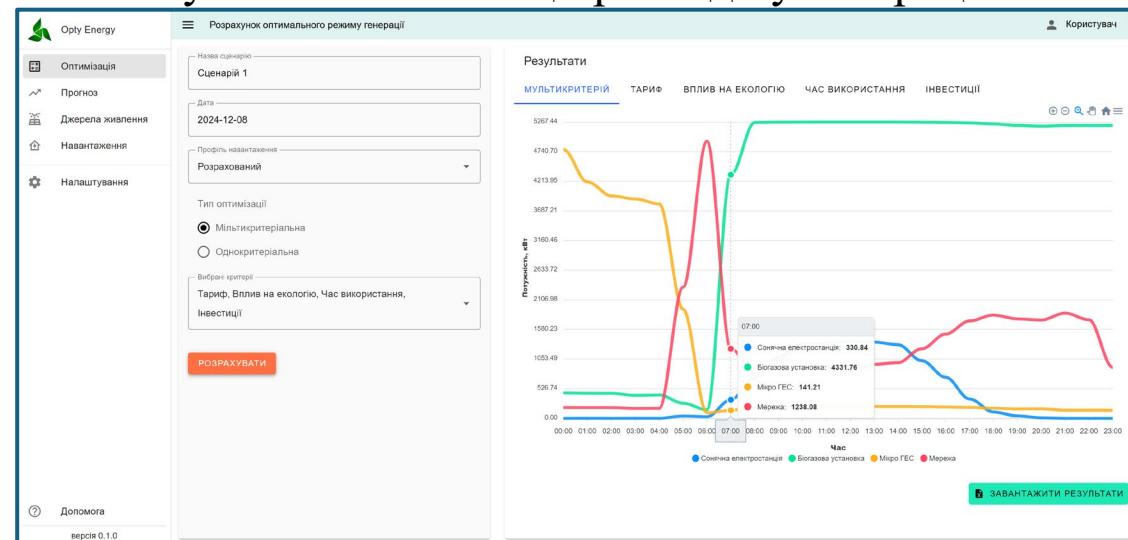 Opty Energy
Розрахунок оптимального режиму генерації
Користувач
Оптимізація
Прогноз
Джерела живлення
Навантаження
Налаштування
Допомога
версія 0.1.0
Назва сценарію
Сценарій 1
Дата
2024-12-08
Профіль навантаження
Розрахований
Тип оптимізації
Мільтикритеріальна
Однокритеріальна
Вибрані критерії
Тариф, Вплив на екологію, Час використання,
Інвестиції
РОЗРАХУВАТИ
Результати
МУЛЬТИКРИТЕРІЙ ТАРИФ ВПЛИВ НА ЕКОЛОГІЮ ЧАС ВИКОРИСТАННЯ ІНВЕСТИЦІЇ
5267.44
4740.70
4213.95
3687.21
3160.46
2633.72
2106.98
1580.23
1053.49
526.74
0.00
Потужність, кВт
07:00
Сонячна електростанція: 330.84
Біогазова установка: 4331.76
Мікро ГЕС: 141.21
Мережа: 1238.08
00:00 01:00 02:00 03:00 04:00 05:00 06:00 07:00 08:00 09:00 10:00 11:00 12:00 13:00 14:00 15:00 16:00 17:00 18:00 19:00 20:00 21:00 22:00 23:00
Час
Сонячна електростанція Біогазова установка Мікро ГЕС Мережа
ЗАВАНТАЖИТИ РЕЗУЛЬТАТИ